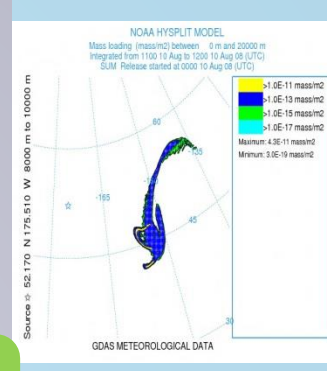 NOAA HYSPLIT MODEL
Mass loading (mass/m2) between 0 m and 20000 m
Integrated from 1100 10 Aug to 1200 10 Aug 08 (UTC)
SUM Release started at 0000 10 Aug 08 (UTC)
Source ☆ 52.170 N 175.510 W 8000 m to 10000 m
>1.0E-11 mass/m2
>1.0E-13 mass/m2
>1.0E-15 mass/m2
>1.0E-17 mass/m2
Maximum: 4.3E-11 mass/m2
Minimum: 3.0E-19 mass/m2
60
-135
-165
45
30
GDAS METEOROLOGICAL DATA